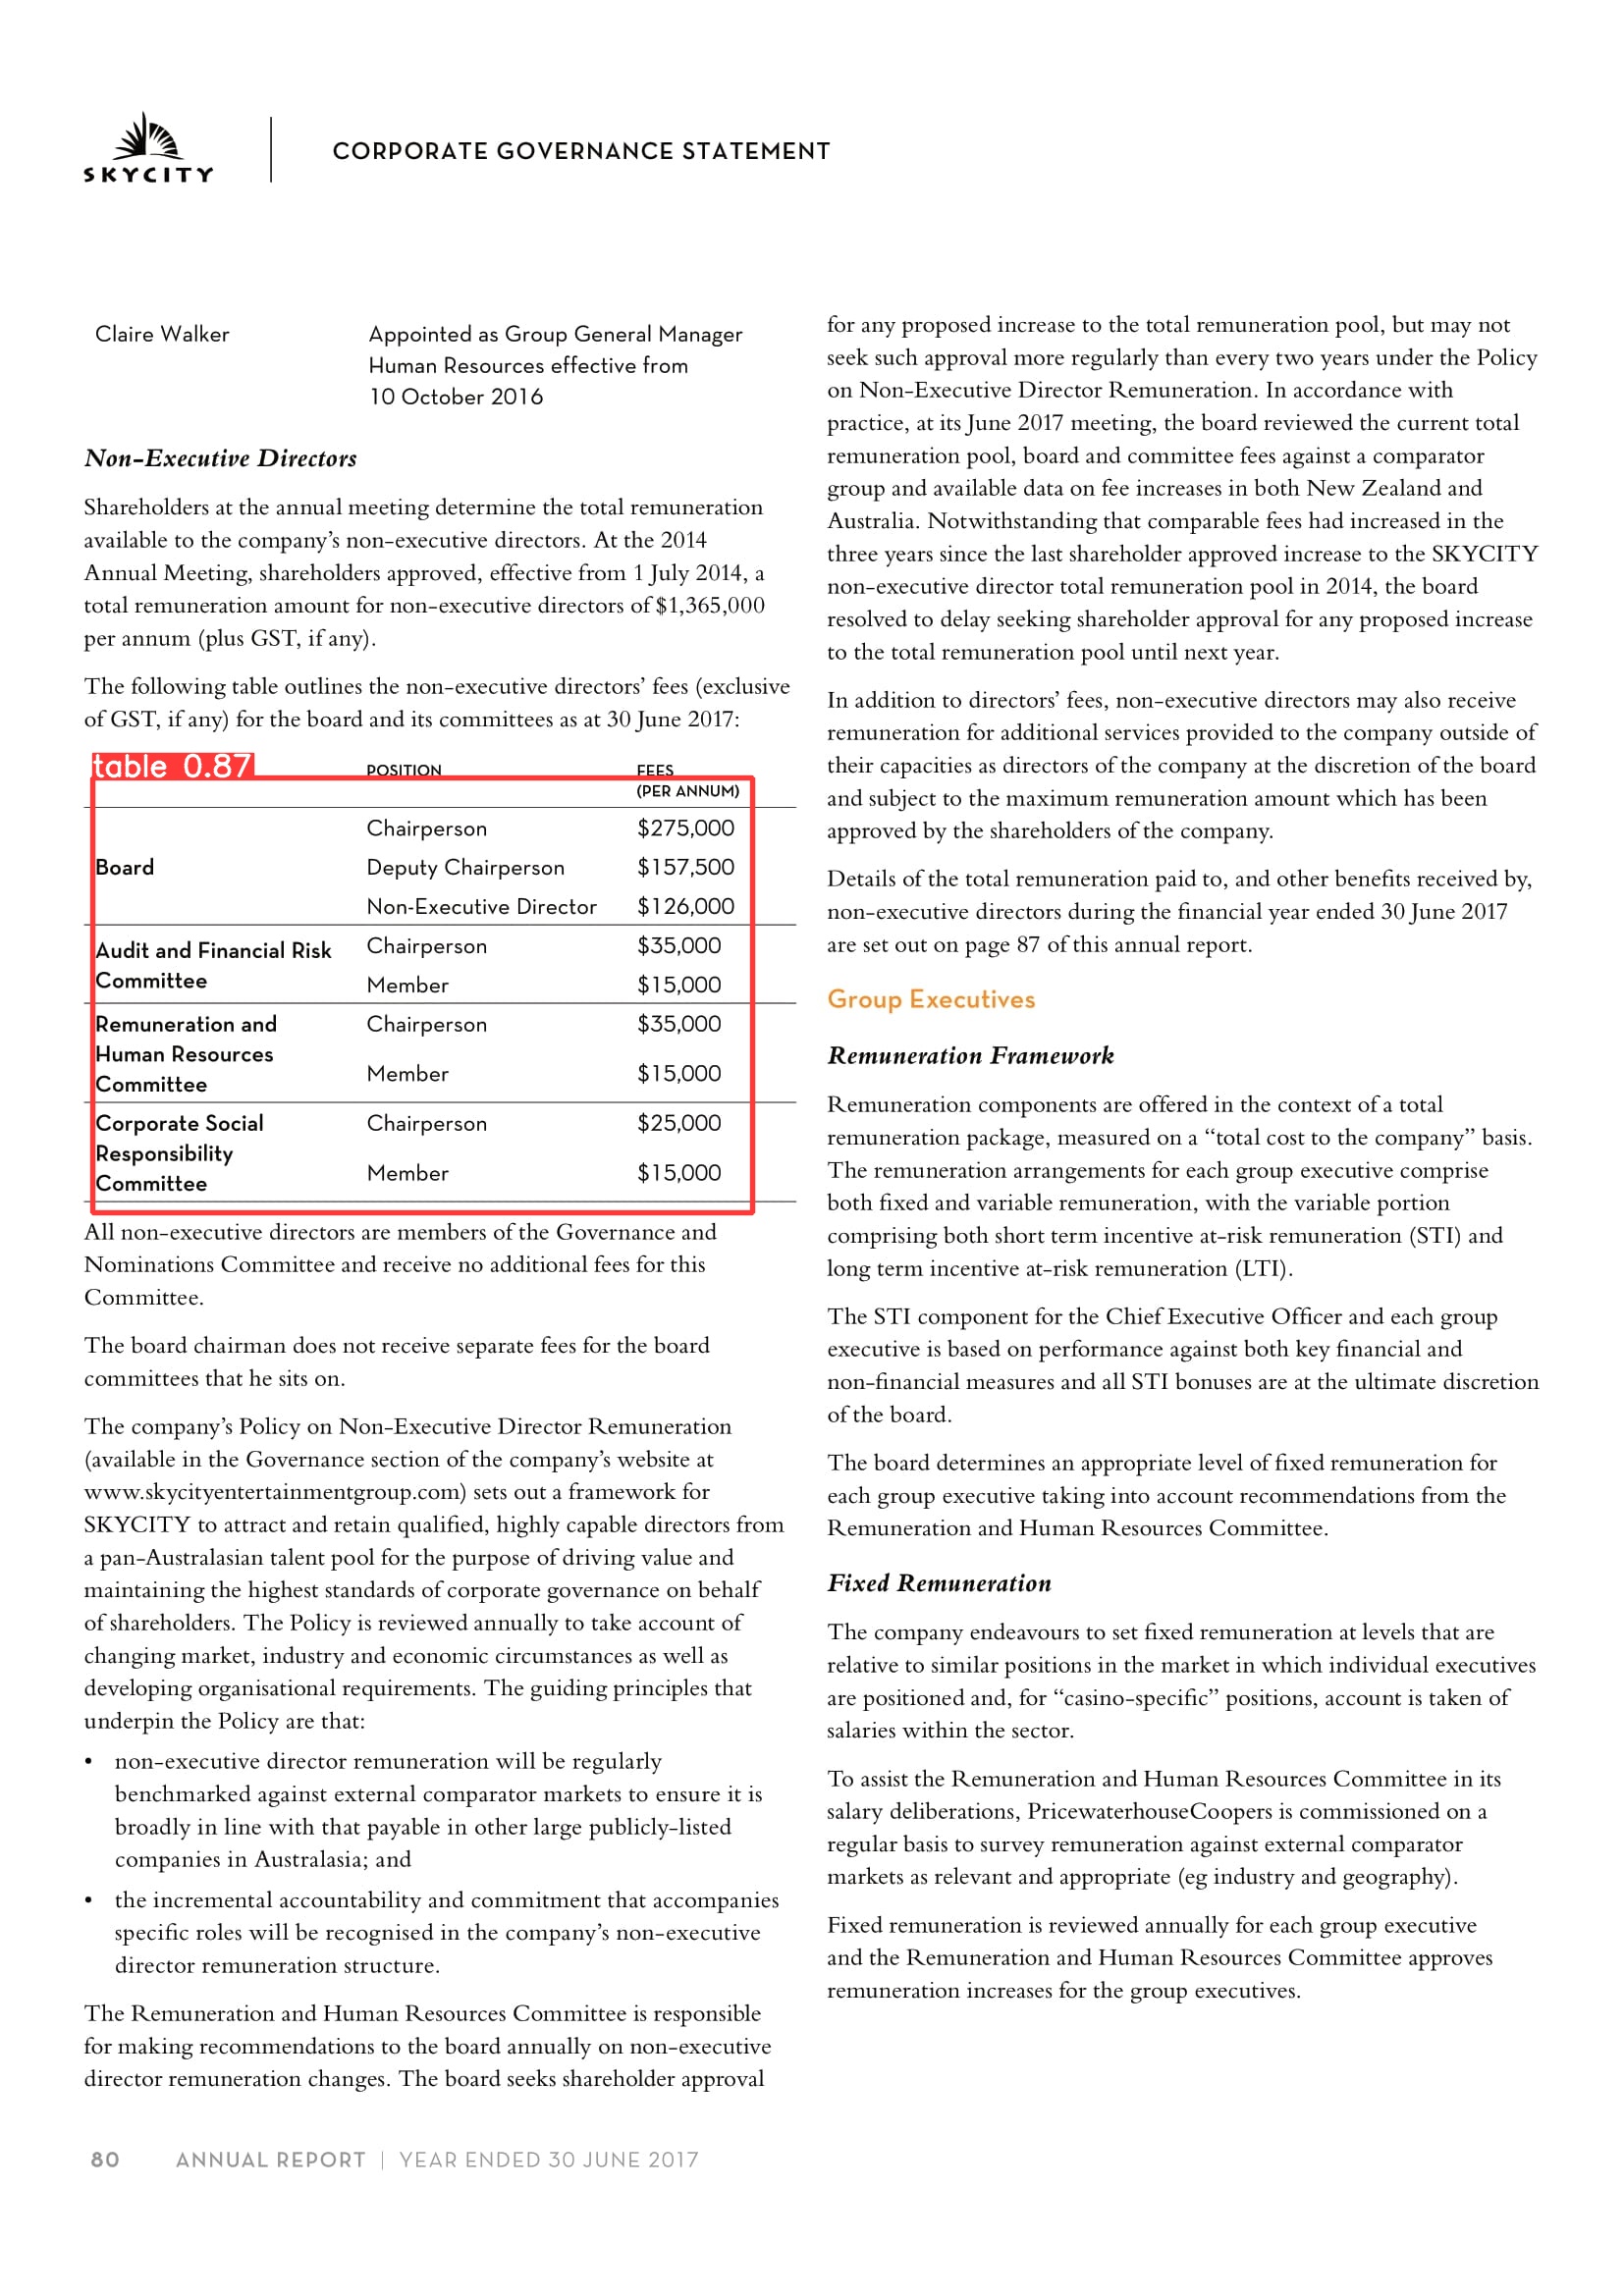 SKYCITY
CORPORATE GOVERNANCE STATEMENT
Claire Walker
Appointed as Group General Manager
Human Resources effective from
10 October 2016
Non-Executive Directors
Shareholders at the annual meeting determine the total remuneration
available to the company’s non-executive directors. At the 2014
Annual Meeting, shareholders approved, effective from 1 July 2014, a
total remuneration amount for non-executive directors of $1,365,000
per annum (plus GST, if any).
The following table outlines the non-executive directors’ fees (exclusive
of GST, if any) for the board and its committees as at 30 June 2017:
table 0.87
POSITION FEES
(PER ANNUM)
Chairperson $275,000
Board Deputy Chairperson $157,500
Non-Executive Director $126,000
Audit and Financial Risk Chairperson $35,000
Committee Member $15,000
Remuneration and Chairperson $35,000
Human Resources
Committee Member $15,000
Corporate Social Chairperson $25,000
Responsibility
Committee Member $15,000
All non-executive directors are members of the Governance and
Nominations Committee and receive no additional fees for this
Committee.
The board chairman does not receive separate fees for the board
committees that he sits on.
The company’s Policy on Non-Executive Director Remuneration
(available in the Governance section of the company’s website at
www.skycityentertainmentgroup.com) sets out a framework for
SKYCITY to attract and retain qualified, highly capable directors from
a pan-Australasian talent pool for the purpose of driving value and
maintaining the highest standards of corporate governance on behalf
of shareholders. The Policy is reviewed annually to take account of
changing market, industry and economic circumstances as well as
developing organisational requirements. The guiding principles that
underpin the Policy are that:
• non-executive director remuneration will be regularly
benchmarked against external comparator markets to ensure it is
broadly in line with that payable in other large publicly-listed
companies in Australasia; and
• the incremental accountability and commitment that accompanies
specific roles will be recognised in the company’s non-executive
director remuneration structure.
The Remuneration and Human Resources Committee is responsible
for making recommendations to the board annually on non-executive
director remuneration changes. The board seeks shareholder approval
for any proposed increase to the total remuneration pool, but may not
seek such approval more regularly than every two years under the Policy
on Non-Executive Director Remuneration. In accordance with
practice, at its June 2017 meeting, the board reviewed the current total
remuneration pool, board and committee fees against a comparator
group and available data on fee increases in both New Zealand and
Australia. Notwithstanding that comparable fees had increased in the
three years since the last shareholder approved increase to the SKYCITY
non-executive director total remuneration pool in 2014, the board
resolved to delay seeking shareholder approval for any proposed increase
to the total remuneration pool until next year.
In addition to directors’ fees, non-executive directors may also receive
remuneration for additional services provided to the company outside of
their capacities as directors of the company at the discretion of the board
and subject to the maximum remuneration amount which has been
approved by the shareholders of the company.
Details of the total remuneration paid to, and other benefits received by,
non-executive directors during the financial year ended 30 June 2017
are set out on page 87 of this annual report.
Group Executives
Remuneration Framework
Remuneration components are offered in the context of a total
remuneration package, measured on a “total cost to the company” basis.
The remuneration arrangements for each group executive comprise
both fixed and variable remuneration, with the variable portion
comprising both short term incentive at-risk remuneration (STI) and
long term incentive at-risk remuneration (LTI).
The STI component for the Chief Executive Officer and each group
executive is based on performance against both key financial and
non-financial measures and all STI bonuses are at the ultimate discretion
of the board.
The board determines an appropriate level of fixed remuneration for
each group executive taking into account recommendations from the
Remuneration and Human Resources Committee.
Fixed Remuneration
The company endeavours to set fixed remuneration at levels that are
relative to similar positions in the market in which individual executives
are positioned and, for “casino-specific” positions, account is taken of
salaries within the sector.
To assist the Remuneration and Human Resources Committee in its
salary deliberations, PricewaterhouseCoopers is commissioned on a
regular basis to survey remuneration against external comparator
markets as relevant and appropriate (eg industry and geography).
Fixed remuneration is reviewed annually for each group executive
and the Remuneration and Human Resources Committee approves
remuneration increases for the group executives.
80 ANNUAL REPORT | YEAR ENDED 30 JUNE 2017